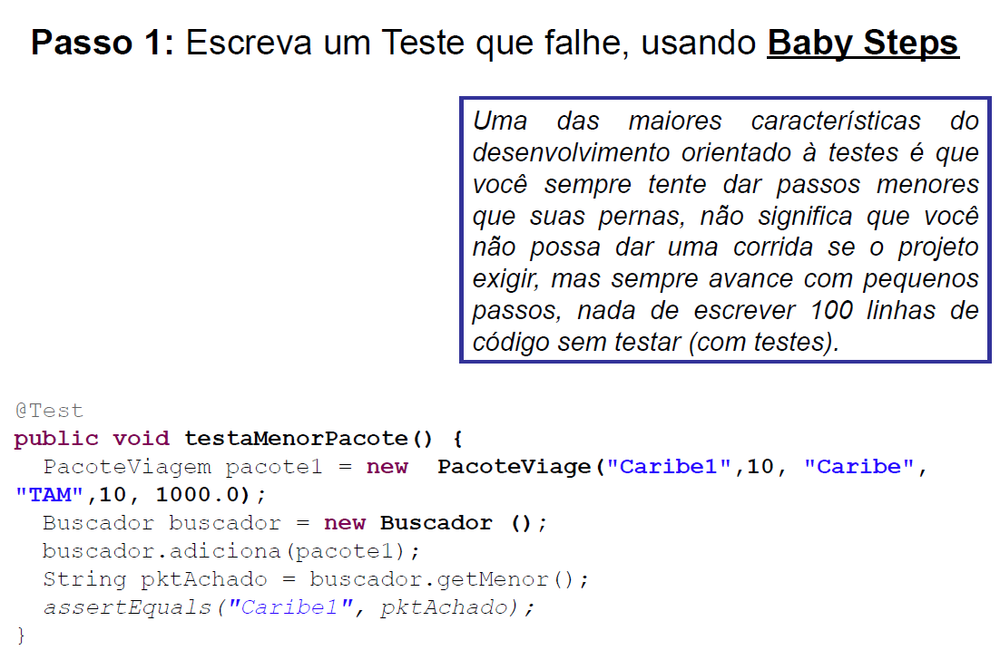 Passo 1: Escreva um Teste que falhe, usando Baby Steps
Uma das maiores características do
desenvolvimento orientado à testes é que
você sempre tente dar passos menores
que suas pernas, não significa que você
não possa dar uma corrida se o projeto
exigir, mas sempre avance com pequenos
passos, nada de escrever 100 linhas de
código sem testar (com testes).
@Test
public void testaMenorPacote() {
PacoteViagem pacote1 = new  PacoteViage("Caribe1",10, "Caribe",
"TAM",10, 1000.0);
Buscador buscador = new Buscador ();
buscador.adiciona(pacote1);
String pktAchado = buscador.getMenor();
assertEquals("Caribe1", pktAchado);
}